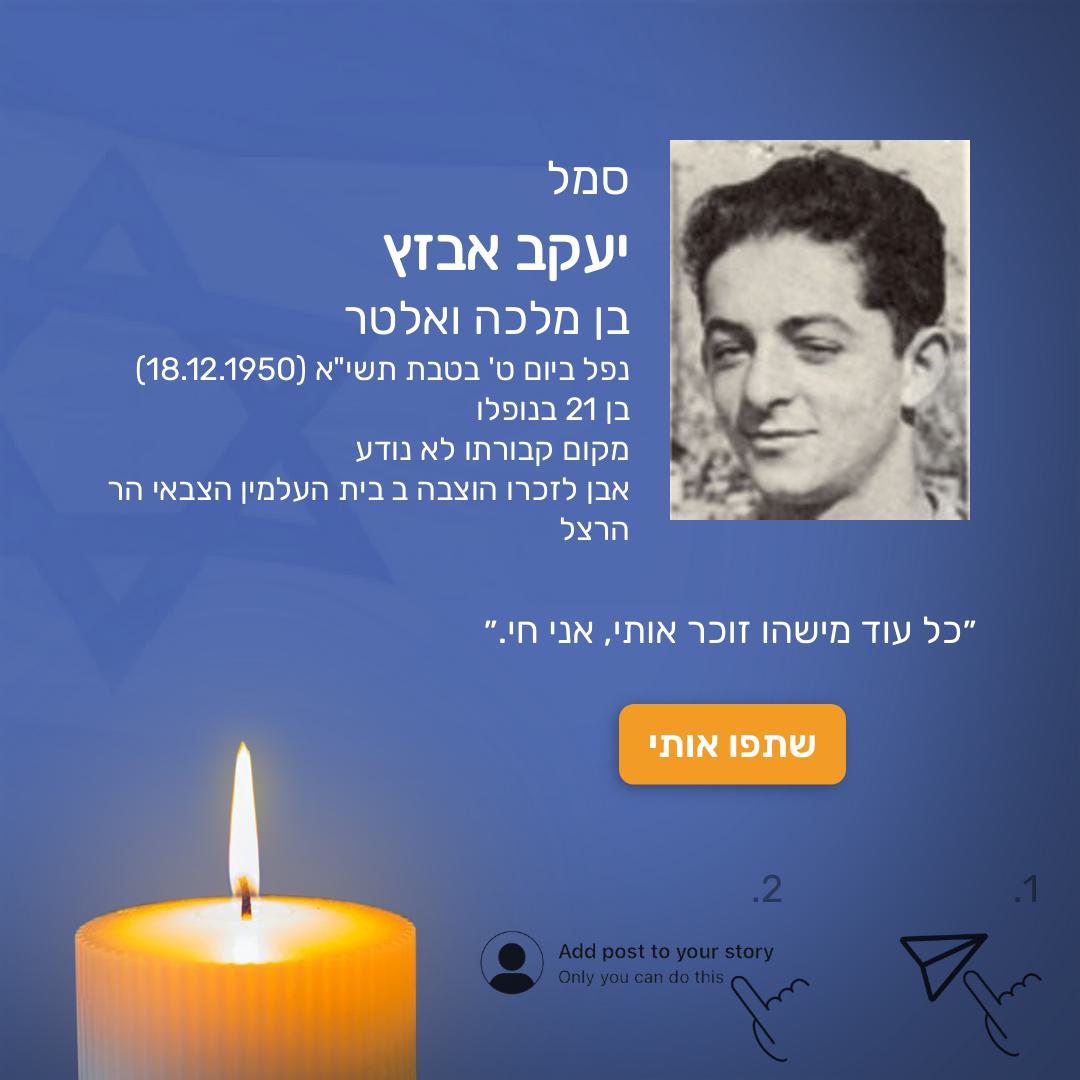 סמל
יעקב אבזץ
בן מלכה ואלטר
נפל ביום ט' בטבת תשי"א (18.12.1950)
בן 21 בנופלו
מקום קבורתו לא נודע
אבן לזכרו הוצבה ב בית העלמין הצבאי הר
הרצל
״כל עוד מישהו זוכר אותי, אני חי.״
שתפו אותי
1.
2.
Add post to your story
Only you can do this